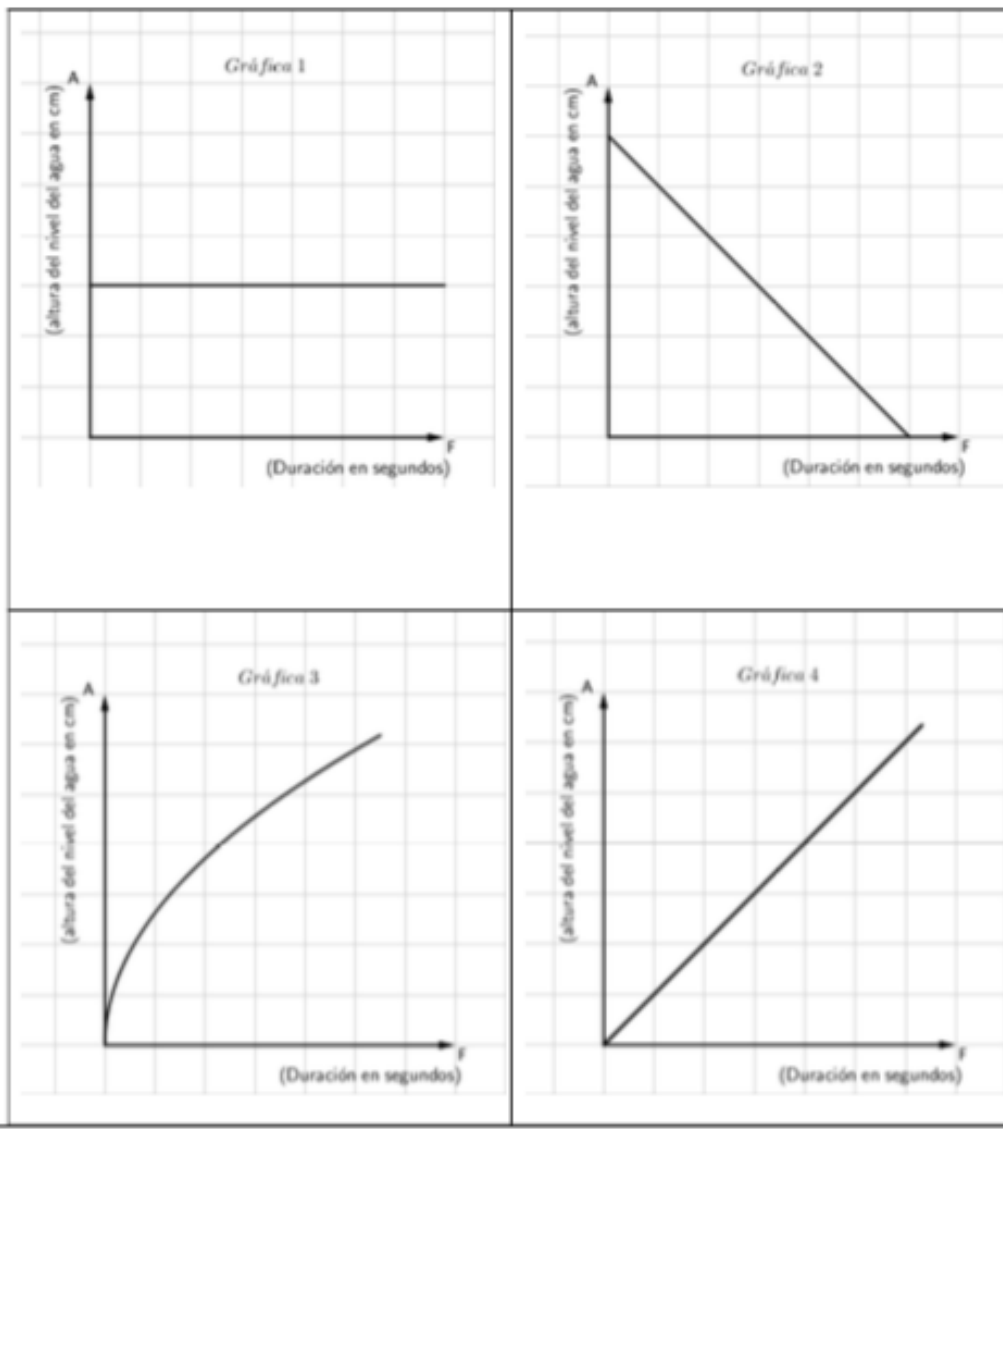 Gráfica 1
A
(altura del nivel del agua en cm)
F
(Duración en segundos)
Gráfica 2
A
(altura del nivel del agua en cm)
F
(Duración en segundos)
Gráfica 3
A
(altura del nivel del agua en cm)
F
(Duración en segundos)
Gráfica 4
A
(altura del nivel del agua en cm)
F
(Duración en segundos)